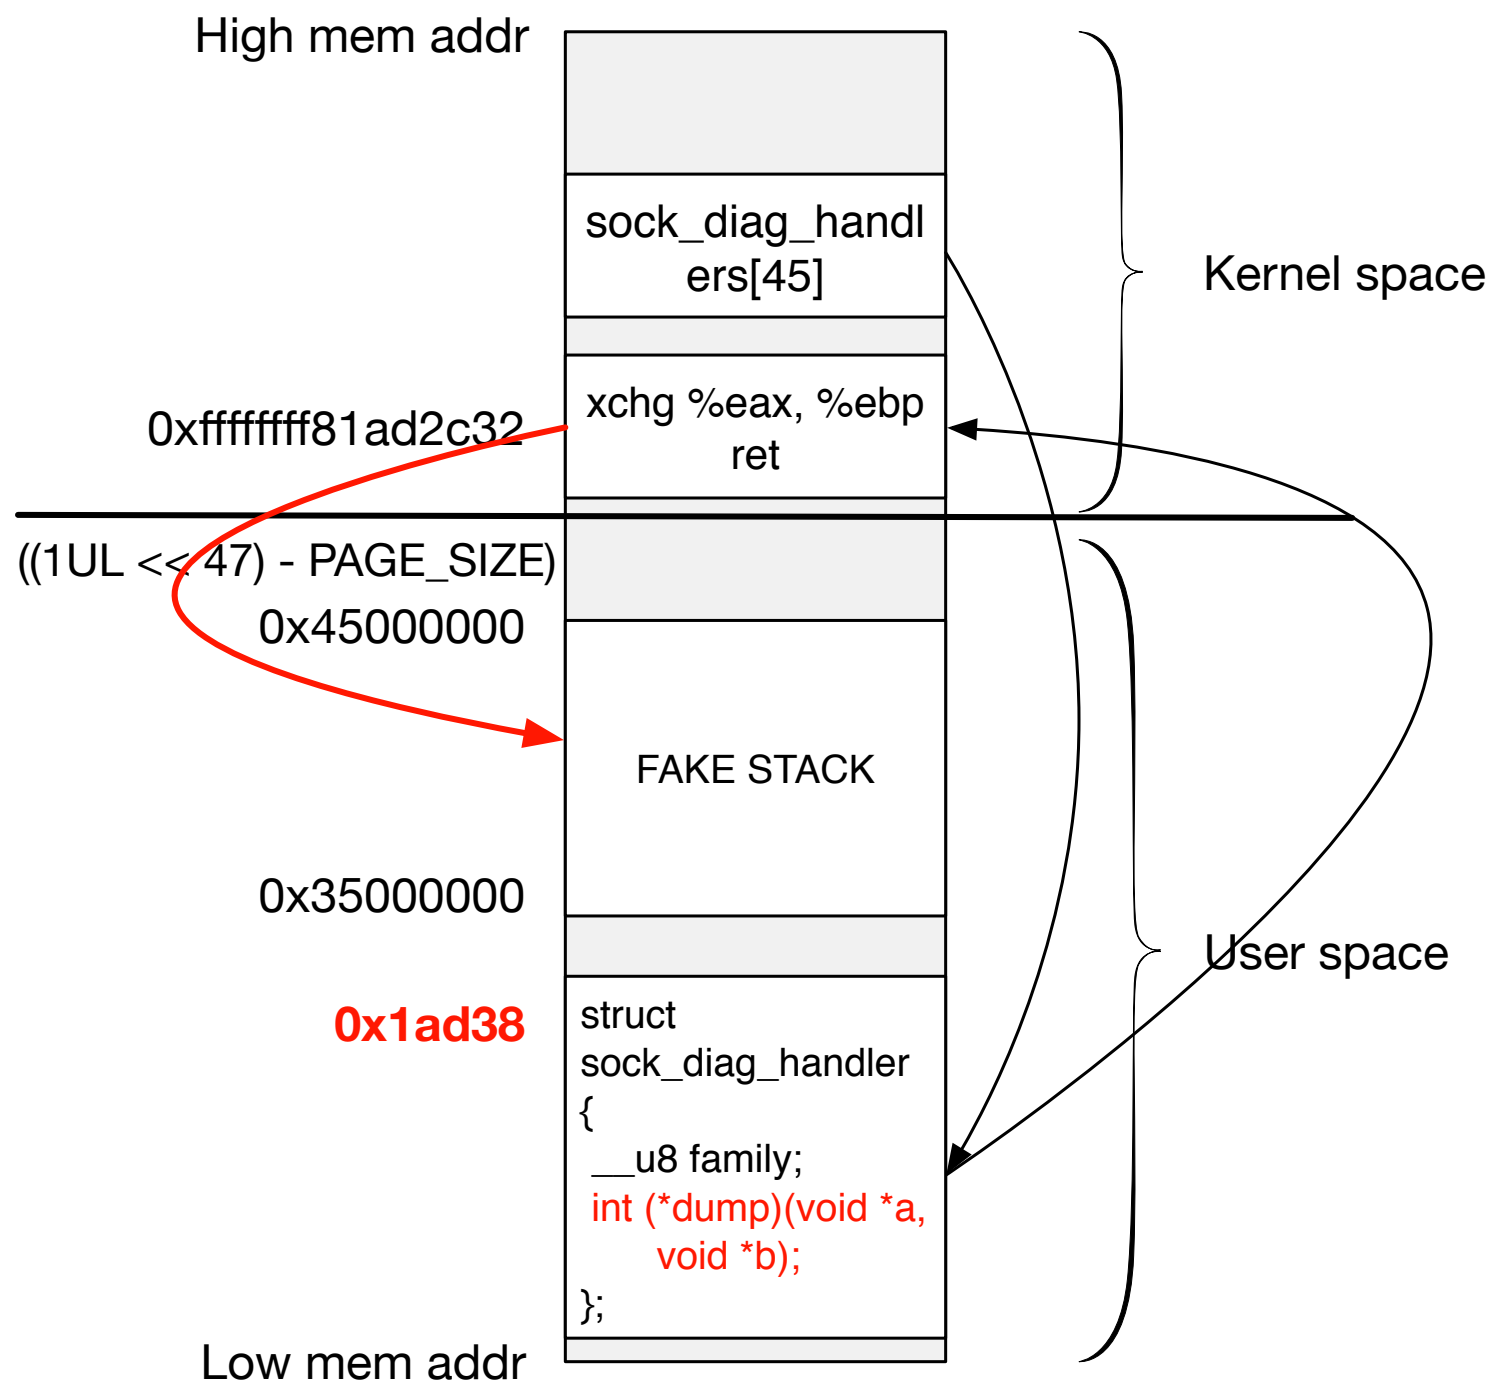 High mem addr
sock_diag_handl
ers[45]
Kernel space
0xffffffff81ad2c32
xchg %eax, %ebp
ret
((1UL << 47) - PAGE_SIZE)
0x45000000
FAKE STACK
0x35000000
User space
0x1ad38
struct
sock_diag_handler
{
__u8 family;
int (*dump)(void *a,
void *b);
};
Low mem addr